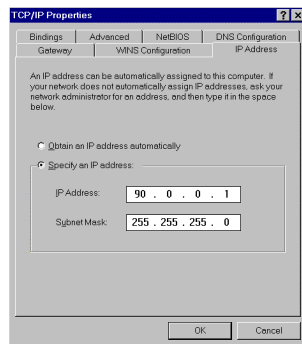 TCP/IP Properties
Bindings Advanced NetBIOS DNS Configuration
Gateway WINS Configuration IP Address
An IP address can be automatically assigned to this computer. If
your network does not automatically assign IP addresses, ask your
network administrator for an address, and then type it in the space
below.
Obtain an IP address automatically
Specify an IP address:
IP Address: 90 . 0 . 0 . 1
Subnet Mask: 255 . 255 . 255 . 0
OK Cancel